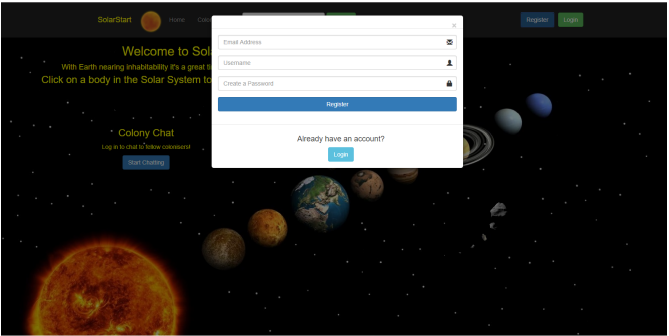 SolarStart Home Colo Register Login
×
Email Address
Username
Create a Password
Register
Already have an account?
Login
Welcome to Sol
With Earth nearing inhabitability it's a great ti
Click on a body in the Solar System to
Colony Chat
Log in to chat to fellow colonisers!
Start Chatting